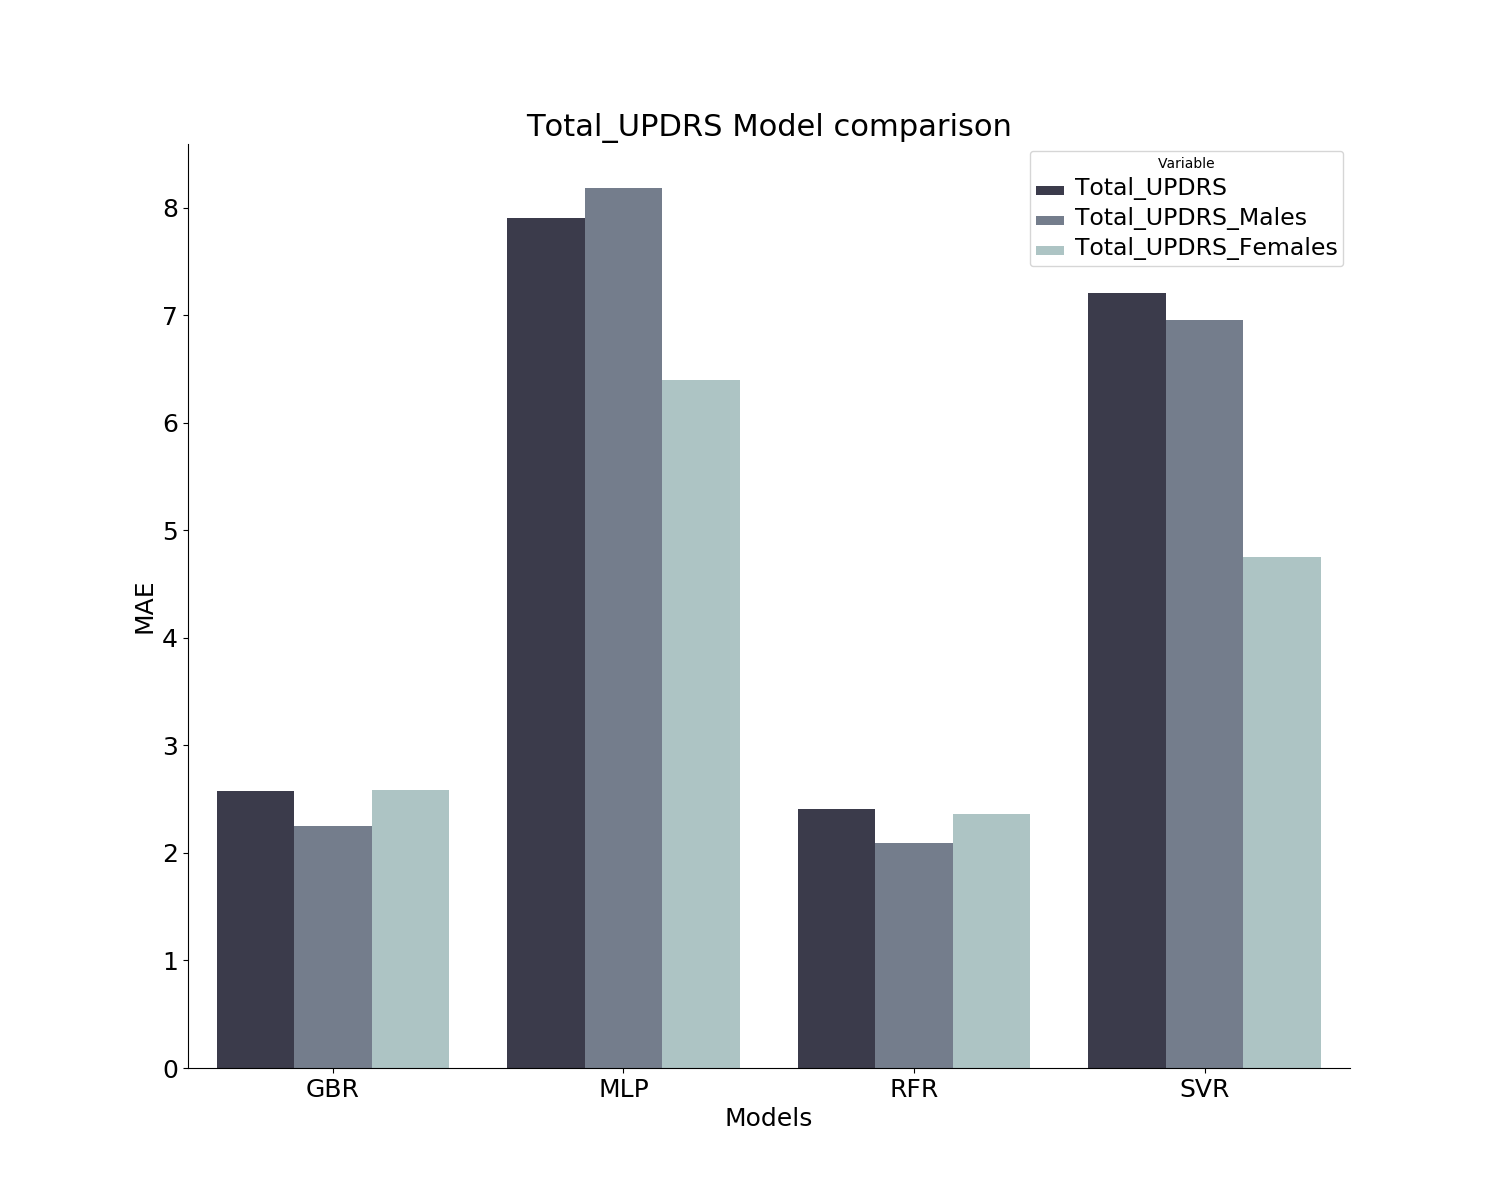 Total_UPDRS Model comparison
Variable
Total_UPDRS
Total_UPDRS_Males
Total_UPDRS_Females
MAE
8
7
6
5
4
3
2
1
0
GBR
MLP
RFR
SVR
Models